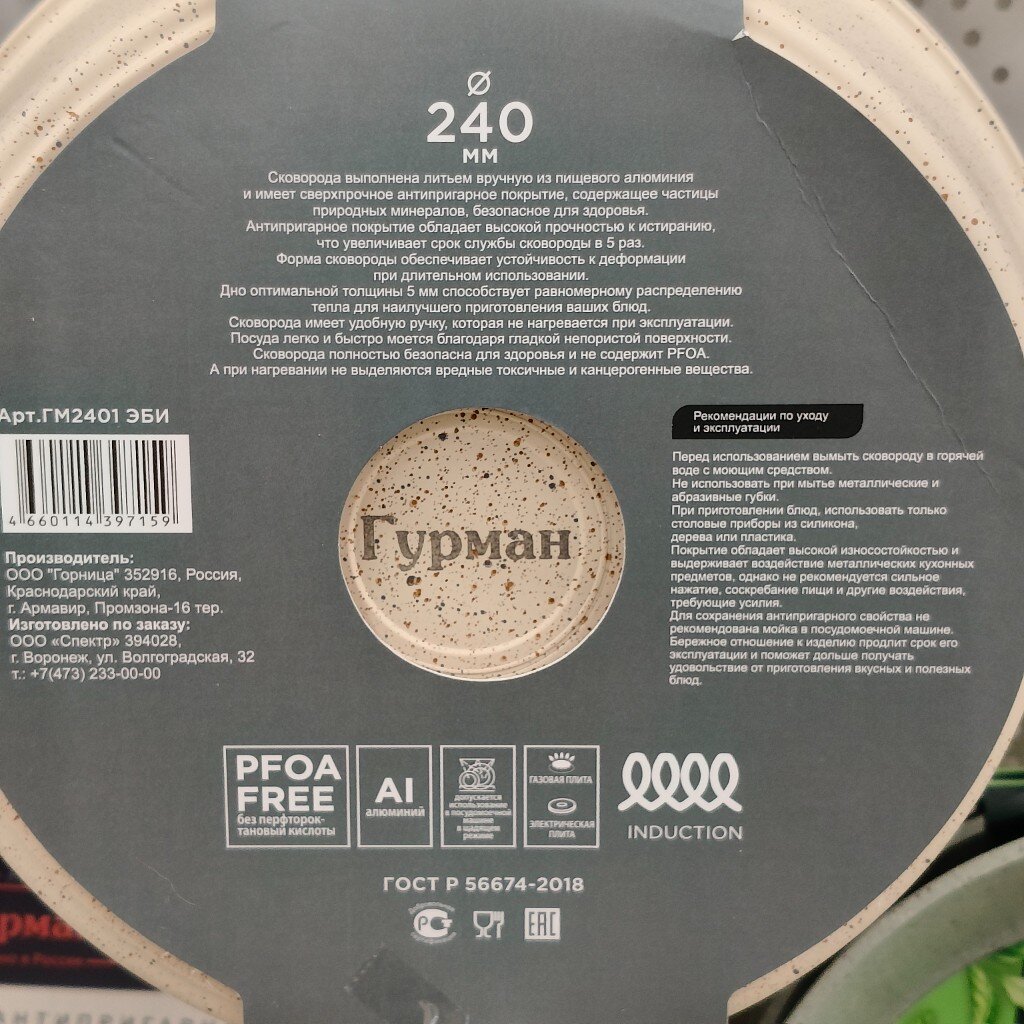 Ø
240
ММ
Сковорода выполнена литьем вручную из пищевого алюминия
и имеет сверхпрочное антипригарное покрытие, содержащее частицы
природных минералов, безопасное для здоровья.
Антипригарное покрытие обладает высокой прочностью к истиранию,
что увеличивает срок службы сковороды в 5 раз.
Форма сковороды обеспечивает устойчивость к деформации
при длительном использовании.
Дно оптимальной толщины 5 мм способствует равномерному распределению
тепла для наилучшего приготовления ваших блюд.
Сковорода имеет удобную ручку, которая не нагревается при эксплуатации.
Посуда легко и быстро моется благодаря гладкой непористой поверхности.
Сковорода полностью безопасна для здоровья и не содержит PFOA.
А при нагревании не выделяются вредные токсичные и канцерогенные вещества.
Арт.ГМ2401 ЭБИ
4 660114 397159
Производитель:
ООО "Горница" 352916, Россия,
Краснодарский край,
г. Армавир, Промзона-16 тер.
Изготовлено по заказу:
ООО «Спектр» 394028,
г. Воронеж, ул. Волгоградская, 32
т.: +7(473) 233-00-00
Гурман
Рекомендации по уходу
и эксплуатации
Перед использованием вымыть сковороду в горячей
воде с моющим средством.
Не использовать при мытье металлические и
абразивные губки.
При приготовлении блюд, использовать только
столовые приборы из силикона,
дерева или пластика.
Покрытие обладает высокой износостойкостью и
выдерживает воздействие металлических кухонных
предметов, однако не рекомендуется сильное
нажатие, соскребание пищи и другие воздействия,
требующие усилия.
Для сохранения антипригарного свойства не
рекомендована мойка в посудомоечной машине.
Бережное отношение к изделию продлит срок его
эксплуатации и поможет дольше получать
удовольствие от приготовления вкусных и полезных
блюд.
PFOA
FREE
без перфторок-
тановый кислоты
Al
алюминий
допускается
использование
в посудомоечной
машине
в щадящем
режиме
ГАЗОВАЯ ПЛИТА
ЭЛЕКТРИЧЕСКАЯ
ПЛИТА
INDUCTION
ГОСТ Р 56674-2018
РСТ
EAC
рма
в России
АНТИПРИГАРН